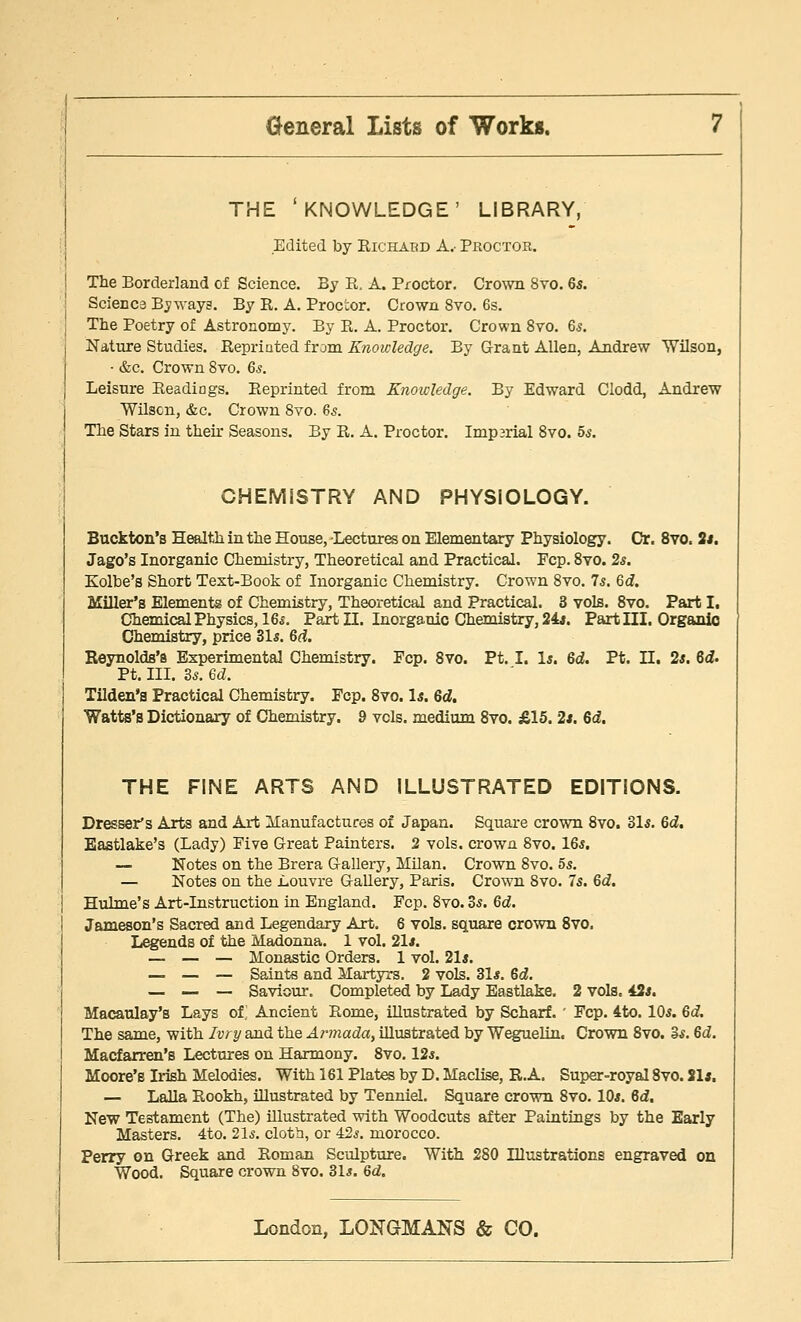 General Lists of Works. 7
THE 'KNOWLEDGE' LIBRARY,
Edited by RICHARD A. PROCTOR.
The Borderland of Science. By R. A. Proctor. Crown 8vo. 6s.
Science Byways. By R. A. Proctor. Crown 8vo. 6s.
The Poetry of Astronomy. By R. A. Proctor. Crown 8vo. 6s.
Nature Studies. Reprinted from Knowledge. By Grant Allen, Andrew Wilson,
&c. Crown 8vo. 6s.
Leisure Readings. Reprinted from Knowledge. By Edward Clodd, Andrew
Wilson, &c. Crown 8vo. 6s.
The Stars in their Seasons. By R. A. Proctor. Imperial 8vo. 5s.
CHEMISTRY AND PHYSIOLOGY.
Buckton's Health in the House, Lectures on Elementary Physiology. Cr. 8vo. 2s.
Jago's Inorganic Chemistry, Theoretical and Practical. Fcp. 8vo. 2s.
Kolbe's Short Text-Book of Inorganic Chemistry. Crown 8vo. 7s. 6d.
Miller's Elements of Chemistry, Theoretical and Practical. 3 vols. 8vo. Part I.
Chemical Physics, 16s. Part II. Inorganic Chemistry, 24s. Part III. Organic
Chemistry, price 31s. 6d.
Reynolds's Experimental Chemistry. Fcp. 8vo. Pt. I. 1s. 6d. Pt. II. 2s. 6d.
Pt. III. 3s. 6d.
Tilden's Practical Chemistry. Fcp. 8vo. 1s. 6d.
Watts's Dictionary of Chemistry. 9 vols. medium 8vo. £15. 2s. 6d.
THE FINE ARTS AND ILLUSTRATED EDITIONS.
Dresser's Arts and Art Manufactures of Japan. Square crown 8vo. 31s. 6d.
Eastlake's (Lady) Five Great Painters. 2 vols. crown 8vo. 16s.
— Notes on the Brera Gallery, Milan. Crown 8vo. 5s.
— Notes on the Louvre Gallery, Paris. Crown 8vo. 7s. 6d.
Hulme's Art-Instruction in England. Fcp. 8vo. 3s. 6d.
Jameson's Sacred and Legendary Art. 6 vols. square crown 8vo.
Legends of the Madonna. 1 vol. 21s.
— — — Monastic Orders. 1 vol. 21s.
— — — Saints and Martyrs. 2 vols. 31s. 6d.
— — — Saviour. Completed by Lady Eastlake. 2 vols. 42s.
Macaulay's Lays of Ancient Rome, illustrated by Scharf. Fcp. 4to. 10s. 6d.
The same, with Ivry and the Armada, illustrated by Weguelin. Crown 8vo. 3s. 6d.
Macfarren's Lectures on Harmony. 8vo. 12s.
Moore's Irish Melodies. With 161 Plates by D. Maclise, R.A. Super-royal 8vo. 21s.
— Lalla Rookh, illustrated by Tenniel. Square crown 8vo. 10s. 6d.
New Testament (The) illustrated with Woodcuts after Paintings by the Early
Masters. 4to. 21s. cloth, or 42s. morocco.
Perry on Greek and Roman Sculpture. With 280 Illustrations engraved on
Wood. Square crown 8vo. 31s. 6d.
London, LONGMANS & CO.